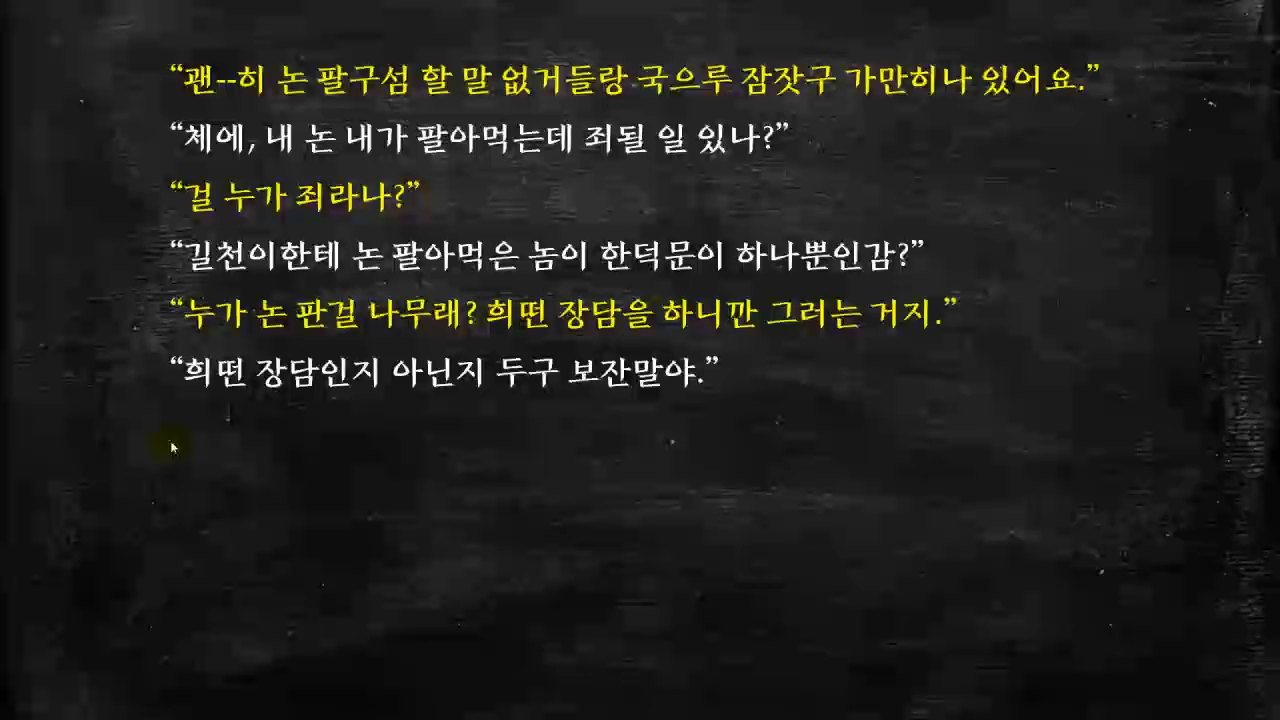 “괜--히 논 팔구섬 할 말 없거들랑 국으루 잠잣구 가만히나 있어요.”
“체에, 내 논 내가 팔아먹는데 죄될 일 있나?”
“걸 누가 죄라나?”
“길천이한테 논 팔아먹은 놈이 한덕문이 하나뿐인감?”
“누가 논 판걸 나무래? 희떤 장담을 하니깐 그러는 거지.”
“희떤 장담인지 아닌지 두구 보잔말야.”